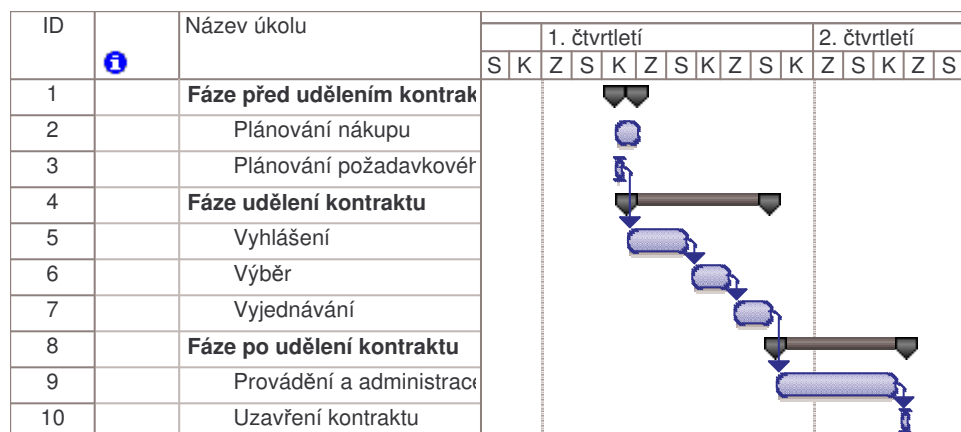 ID Název úkolu
1. čtvrtletí 2. čtvrtletí
S K Z S K Z S K Z S K Z S K Z S
1 Fáze před udělením kontrak
2 Plánování nákupu
3 Plánování požadavkovéh
4 Fáze udělení kontraktu
5 Vyhlášení
6 Výběr
7 Vyjednávání
8 Fáze po udělení kontraktu
9 Provádění a administrace
10 Uzavření kontraktu